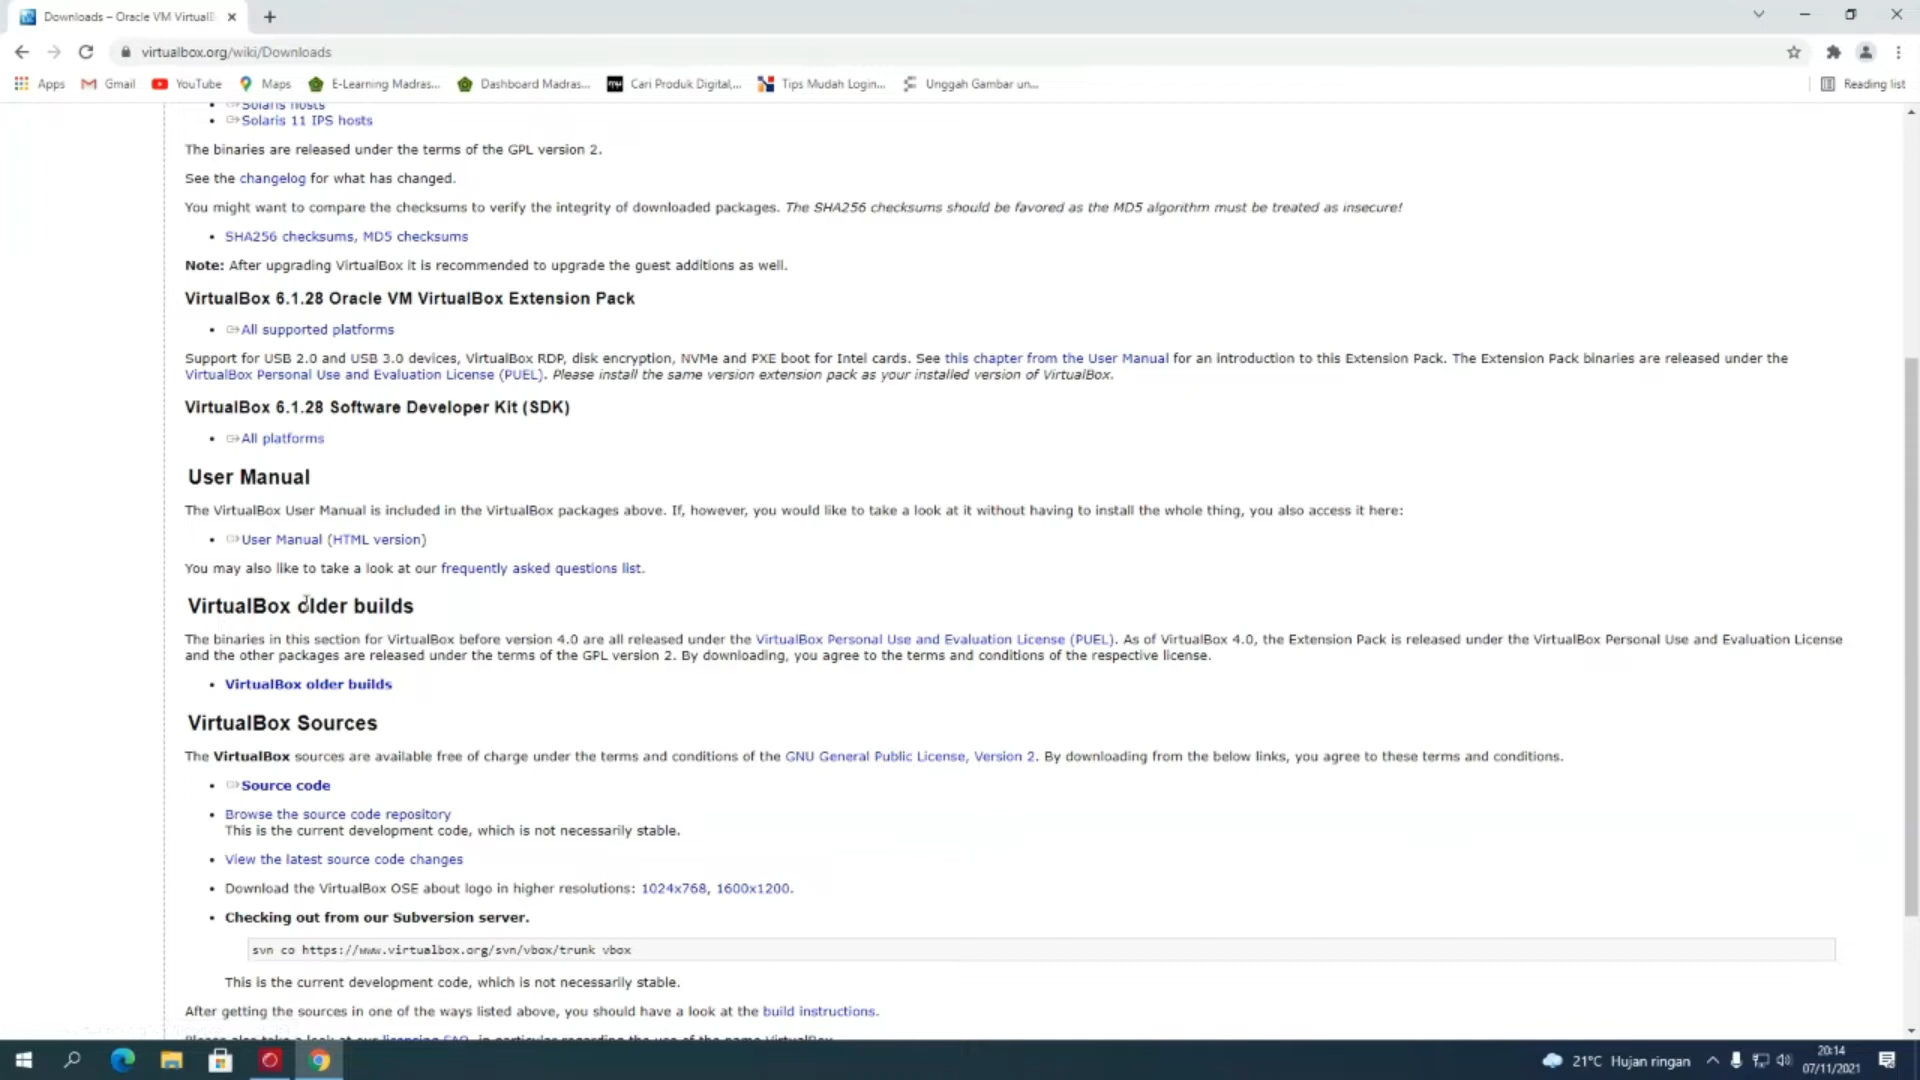 Downloads – Oracle VM VirtualB
virtualbox.org/wiki/Downloads
Apps Gmail YouTube Maps E-Learning Madras... Dashboard Madras... Cari Produk Digital,... Tips Mudah Login... Unggah Gambar un... Reading list
Solaris hosts
Solaris 11 IPS hosts
The binaries are released under the terms of the GPL version 2.
See the changelog for what has changed.
You might want to compare the checksums to verify the integrity of downloaded packages. The SHA256 checksums should be favored as the MD5 algorithm must be treated as insecure!
• SHA256 checksums, MD5 checksums
Note: After upgrading VirtualBox it is recommended to upgrade the guest additions as well.
VirtualBox 6.1.28 Oracle VM VirtualBox Extension Pack
• All supported platforms
Support for USB 2.0 and USB 3.0 devices, VirtualBox RDP, disk encryption, NVMe and PXE boot for Intel cards. See this chapter from the User Manual for an introduction to this Extension Pack. The Extension Pack binaries are released under the
VirtualBox Personal Use and Evaluation License (PUEL). Please install the same version extension pack as your installed version of VirtualBox.
VirtualBox 6.1.28 Software Developer Kit (SDK)
• All platforms
User Manual
The VirtualBox User Manual is included in the VirtualBox packages above. If, however, you would like to take a look at it without having to install the whole thing, you also access it here:
• User Manual (HTML version)
You may also like to take a look at our frequently asked questions list.
VirtualBox older builds
The binaries in this section for VirtualBox before version 4.0 are all released under the VirtualBox Personal Use and Evaluation License (PUEL). As of VirtualBox 4.0, the Extension Pack is released under the VirtualBox Personal Use and Evaluation License
and the other packages are released under the terms of the GPL version 2. By downloading, you agree to the terms and conditions of the respective license.
• VirtualBox older builds
VirtualBox Sources
The VirtualBox sources are available free of charge under the terms and conditions of the GNU General Public License, Version 2. By downloading from the below links, you agree to these terms and conditions.
• Source code
• Browse the source code repository
This is the current development code, which is not necessarily stable.
• View the latest source code changes
• Download the VirtualBox OSE about logo in higher resolutions: 1024x768, 1600x1200.
• Checking out from our Subversion server.
svn co https://www.virtualbox.org/svn/vbox/trunk vbox
This is the current development code, which is not necessarily stable.
After getting the sources in one of the ways listed above, you should have a look at the build instructions.
Please also take a look at our licensing FAQ, in particular regarding the use of the name VirtualBox.
21°C Hujan ringan
20:14
07/11/2021